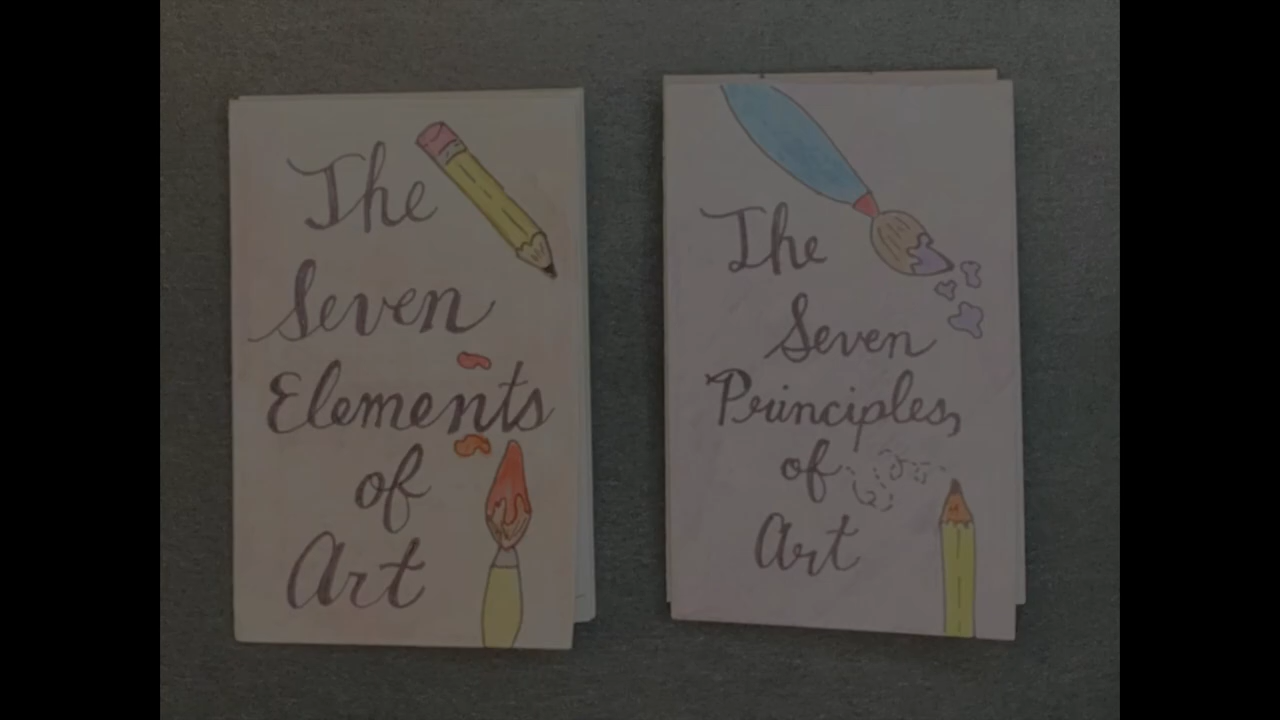 The
Seven
Elements
of
Art
The
Seven
Principles
of
Art